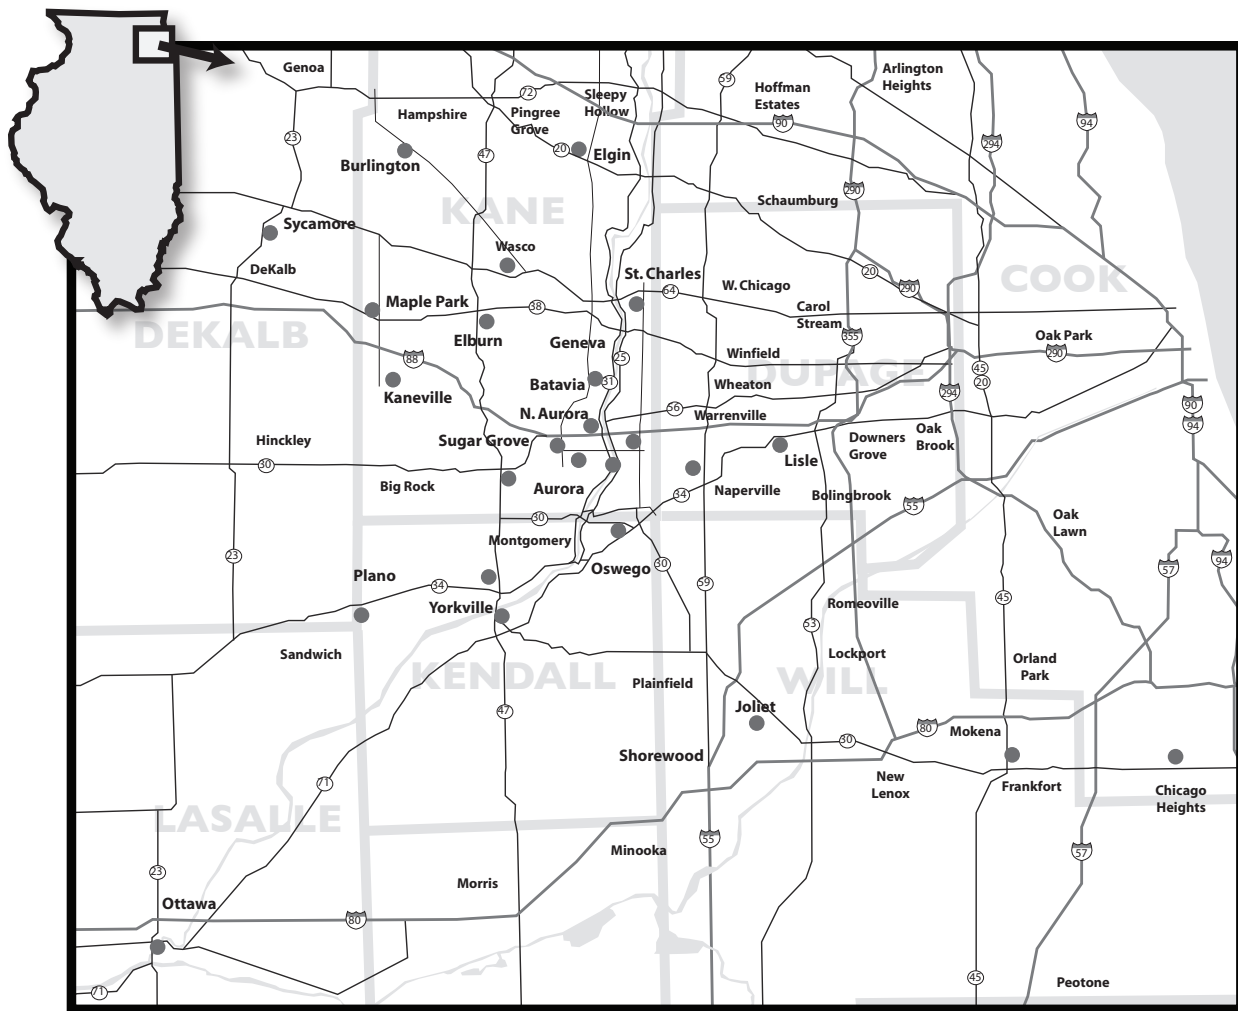 Genoa
59
Arlington
Heights
Hoffman
Estates
72
Sleepy
Hollow
Hampshire
Pingree
Grove
90
94
23
294
20
Elgin
47
Burlington
290
Schaumburg
KANE
Sycamore
Wasco
DeKalb
St. Charles
20
COOK
W. Chicago
290
64
Maple Park
38
Carol
Stream
DEKALB
Elburn
Geneva
355
Oak Park
290
88
25
Winfield
DUPAGE
45
20
Kaneville
Batavia
31
Wheaton
294
90
94
N. Aurora
56
Warrenville
Hinckley
Sugar Grove
Downers
Grove
Oak
Brook
30
Lisle
Big Rock
Aurora
34
Naperville
Bolingbrook
55
30
Oak
Lawn
Montgomery
23
30
57
94
Oswego
Plano
34
59
45
Yorkville
Romeoville
53
Sandwich
Lockport
Orland
Park
KENDALL
Plainfield
WILL
47
Joliet
80
Mokena
30
Shorewood
71
New
Lenox
Frankfort
Chicago
Heights
LASALLE
55
Minooka
57
23
Morris
Ottawa
80
45
Peotone
71